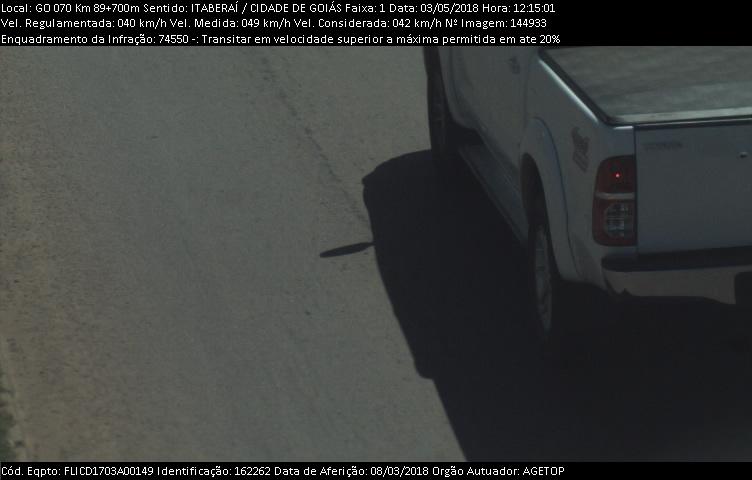 Local: GO 070 Km 89+700m Sentido: ITABERAÍ / CIDADE DE GOIÁS Faixa: 1 Data: 03/05/2018 Hora: 12:15:01
Vel. Regulamentada: 040 km/h Vel. Medida: 049 km/h Vel. Considerada: 042 km/h Nº Imagem: 144933
Enquadramento da Infração: 74550 -: Transitar em velocidade superior a máxima permitida em ate 20%
Cód. Eqpto: FLICD1703A00149 Identificação: 162262 Data de Aferição: 08/03/2018 Orgão Autuador: AGETOP